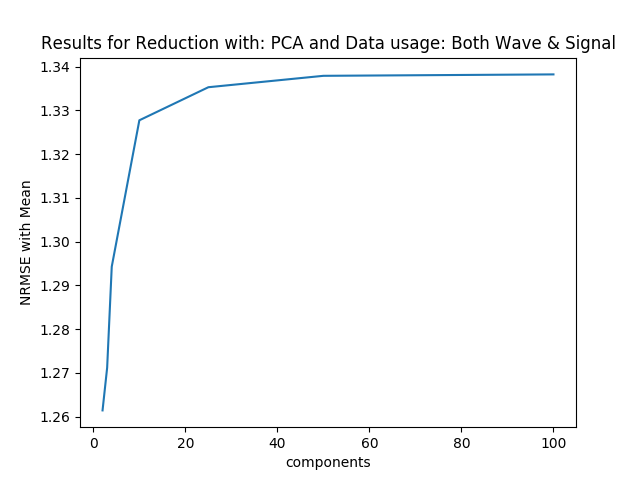 Results for Reduction with: PCA and Data usage: Both Wave & Signal
1.34
1.33
1.32
1.31
1.30
1.29
1.28
1.27
1.26
NRMSE with Mean
0 20 40 60 80 100
components